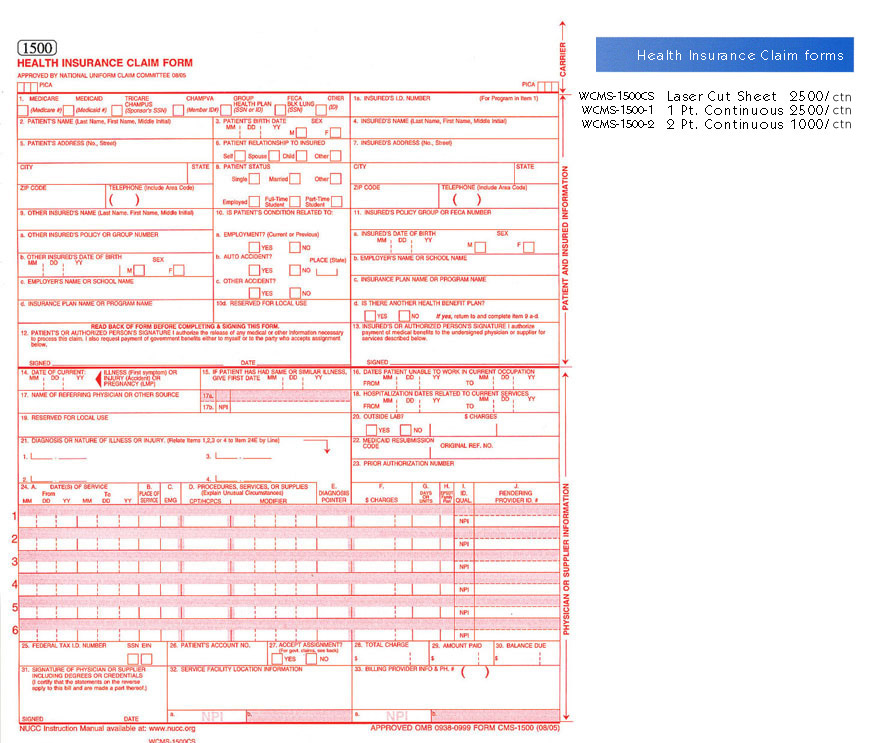 1500
HEALTH INSURANCE CLAIM FORM
APPROVED BY NATIONAL UNIFORM CLAIM COMMITTEE 08/05
PICA PICA
CARRIER
Health Insurance Claim forms
WCMS-1500CS Laser Cut Sheet 2500/ctn
WCMS-1500-1 1 Pt. Continuous 2500/ctn
WCMS-1500-2 2 Pt. Continuous 1000/ctn
1. MEDICARE MEDICAID TRICARE CHAMPUS CHAMPVA GROUP HEALTH PLAN FECA BLK LUNG OTHER 1a. INSURED'S I.D. NUMBER (For Program in Item 1)
(Medicare #) (Medicaid #) (Sponsor's SSN) (Member ID#) (SSN or ID) (SSN) (ID)
2. PATIENT'S NAME (Last Name, First Name, Middle Initial) 3. PATIENT'S BIRTH DATE SEX 4. INSURED'S NAME (Last Name, First Name, Middle Initial)
MM DD YY M F
5. PATIENT'S ADDRESS (No., Street) 6. PATIENT RELATIONSHIP TO INSURED 7. INSURED'S ADDRESS (No., Street)
Self Spouse Child Other
CITY STATE 8. PATIENT STATUS CITY STATE
Single Married Other
ZIP CODE TELEPHONE (Include Area Code) ZIP CODE TELEPHONE (Include Area Code)
( ) Employed Full-Time Student Part-Time Student ( )
9. OTHER INSURED'S NAME (Last Name, First Name, Middle Initial) 10. IS PATIENT'S CONDITION RELATED TO: 11. INSURED'S POLICY GROUP OR FECA NUMBER
a. OTHER INSURED'S POLICY OR GROUP NUMBER a. EMPLOYMENT? (Current or Previous) a. INSURED'S DATE OF BIRTH SEX
YES NO MM DD YY M F
b. OTHER INSURED'S DATE OF BIRTH SEX b. AUTO ACCIDENT? PLACE (State) b. EMPLOYER'S NAME OR SCHOOL NAME
MM DD YY M F YES NO
c. EMPLOYER'S NAME OR SCHOOL NAME c. OTHER ACCIDENT? c. INSURANCE PLAN NAME OR PROGRAM NAME
YES NO
d. INSURANCE PLAN NAME OR PROGRAM NAME 10d. RESERVED FOR LOCAL USE d. IS THERE ANOTHER HEALTH BENEFIT PLAN?
YES NO If yes, return to and complete item 9 a-d.
READ BACK OF FORM BEFORE COMPLETING & SIGNING THIS FORM.
12. PATIENT'S OR AUTHORIZED PERSON'S SIGNATURE I authorize the release of any medical or other information necessary
to process this claim. I also request payment of government benefits either to myself or to the party who accepts assignment
below.
SIGNED DATE
13. INSURED'S OR AUTHORIZED PERSON'S SIGNATURE I authorize
payment of medical benefits to the undersigned physician or supplier for
services described below.
SIGNED
PATIENT AND INSURED INFORMATION
14. DATE OF CURRENT: ILLNESS (First symptom) OR 15. IF PATIENT HAS HAD SAME OR SIMILAR ILLNESS, 16. DATES PATIENT UNABLE TO WORK IN CURRENT OCCUPATION
MM DD YY INJURY (Accident) OR GIVE FIRST DATE MM DD YY MM DD YY MM DD YY
PREGNANCY (LMP) FROM TO
17. NAME OF REFERRING PHYSICIAN OR OTHER SOURCE 17a. 18. HOSPITALIZATION DATES RELATED TO CURRENT SERVICES
17b. NPI MM DD YY MM DD YY
FROM TO
19. RESERVED FOR LOCAL USE 20. OUTSIDE LAB? $ CHARGES
YES NO
21. DIAGNOSIS OR NATURE OF ILLNESS OR INJURY. (Relate Items 1,2,3 or 4 to Item 24E by Line) 22. MEDICAID RESUBMISSION
CODE ORIGINAL REF. NO.
1. 3.
23. PRIOR AUTHORIZATION NUMBER
2. 4.
24. A. DATE(S) OF SERVICE B. C. D. PROCEDURES, SERVICES, OR SUPPLIES E. F. G. H. I. J.
From To PLACE OF SERVICE EMG (Explain Unusual Circumstances) DIAGNOSIS POINTER DAYS OR UNITS EPSDT Family Plan ID. QUAL. RENDERING
MM DD YY MM DD YY CPT/HCPCS MODIFIER $ CHARGES PROVIDER ID. #
1 NPI
2 NPI
3 NPI
4 NPI
5 NPI
6 NPI
PHYSICIAN OR SUPPLIER INFORMATION
25. FEDERAL TAX I.D. NUMBER SSN EIN 26. PATIENT'S ACCOUNT NO. 27. ACCEPT ASSIGNMENT? 28. TOTAL CHARGE 29. AMOUNT PAID 30. BALANCE DUE
(For govt. claims, see back)
YES NO $ $ $
31. SIGNATURE OF PHYSICIAN OR SUPPLIER 32. SERVICE FACILITY LOCATION INFORMATION 33. BILLING PROVIDER INFO & PH. # ( )
INCLUDING DEGREES OR CREDENTIALS
(I certify that the statements on the reverse
apply to this bill and are made a part thereof.)
SIGNED DATE a. NPI b. a. NPI b.
NUCC Instruction Manual available at: www.nucc.org APPROVED OMB 0938-0999 FORM CMS-1500 (08/05)
WCMS-1500CS